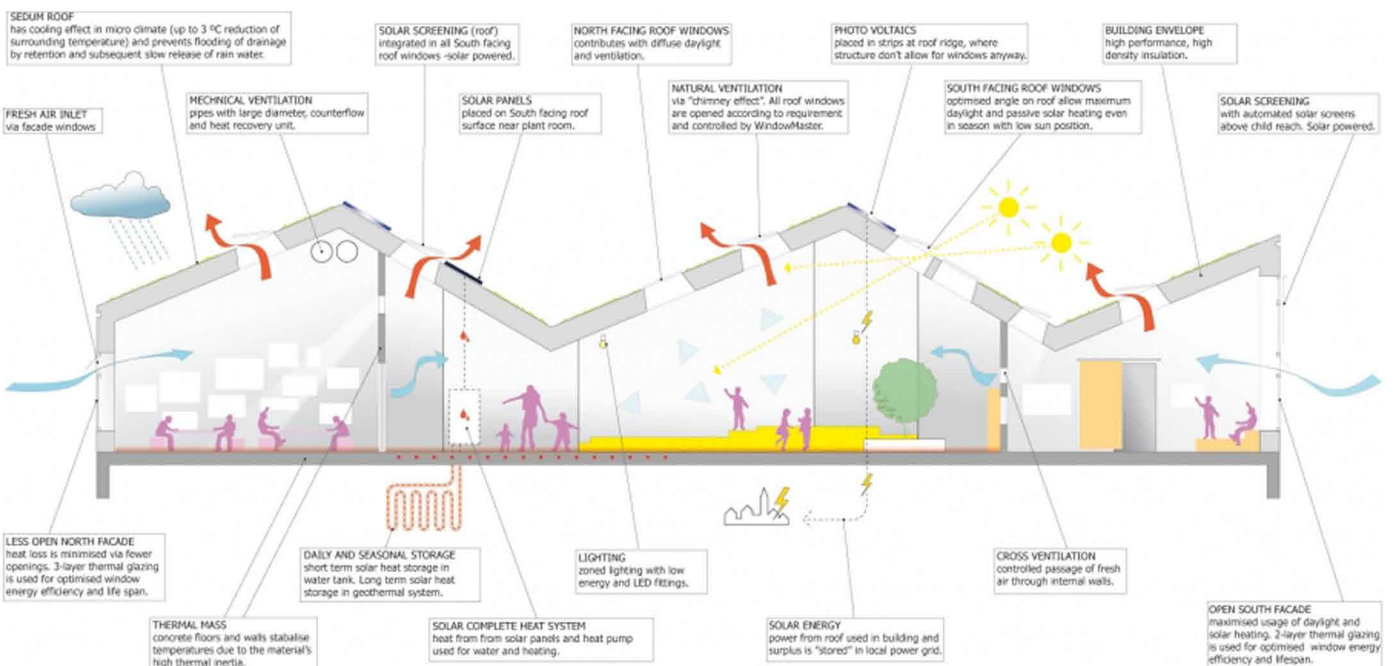 SEDUM ROOF
has cooling effect in micro climate (up to 3 ºC reduction of
surrounding temperature) and prevents flooding of drainage
by retention and subsequent slow release of rain water.
SOLAR SCREENING (roof)
integrated in all South facing
roof windows -solar powered.
NORTH FACING ROOF WINDOWS
contributes with diffuse daylight
and ventilation.
PHOTO VOLTAICS
placed in strips at roof ridge, where
structure don't allow for windows anyway.
BUILDING ENVELOPE
high performance, high
density insulation.
FRESH AIR INLET
via facade windows
MECHNICAL VENTILATION
pipes with large diameter, counterflow
and heat recovery unit.
SOLAR PANELS
placed on South facing roof
surface near plant room.
NATURAL VENTILATION
via "chimney effect". All roof windows
are opened according to requirement
and controlled by WindowMaster.
SOUTH FACING ROOF WINDOWS
optimised angle on roof allow maximum
daylight and passive solar heating even
in season with low sun position.
SOLAR SCREENING
with automated solar screens
above child reach. Solar powered.
LESS OPEN NORTH FACADE
heat loss is minimised via fewer
openings. 3-layer thermal glazing
is used for optimised window
energy efficiency and life span.
DAILY AND SEASONAL STORAGE
short term solar heat storage in
water tank. Long term solar heat
storage in geothermal system.
LIGHTING
zoned lighting with low
energy and LED fittings.
CROSS VENTILATION
controlled passage of fresh
air through internal walls.
THERMAL MASS
concrete floors and walls stabalise
temperatures due to the material's
high thermal inertia.
SOLAR COMPLETE HEAT SYSTEM
heat from from solar panels and heat pump
used for water and heating.
SOLAR ENERGY
power from roof used in building and
surplus is "stored" in local power grid.
OPEN SOUTH FACADE
maximised usage of daylight and
solar heating. 2-layer thermal glazing
is used for optimised window energy
efficiency and lifespan.